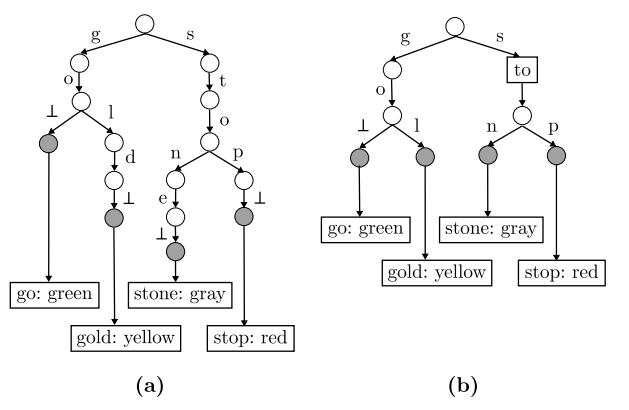 g s g s
o t o to
⊥ l o ⊥ l n p
d n p
⊥ e ⊥
⊥
go: green stone: gray
gold: yellow stop: red
go: green stone: gray
gold: yellow stop: red
(a) (b)